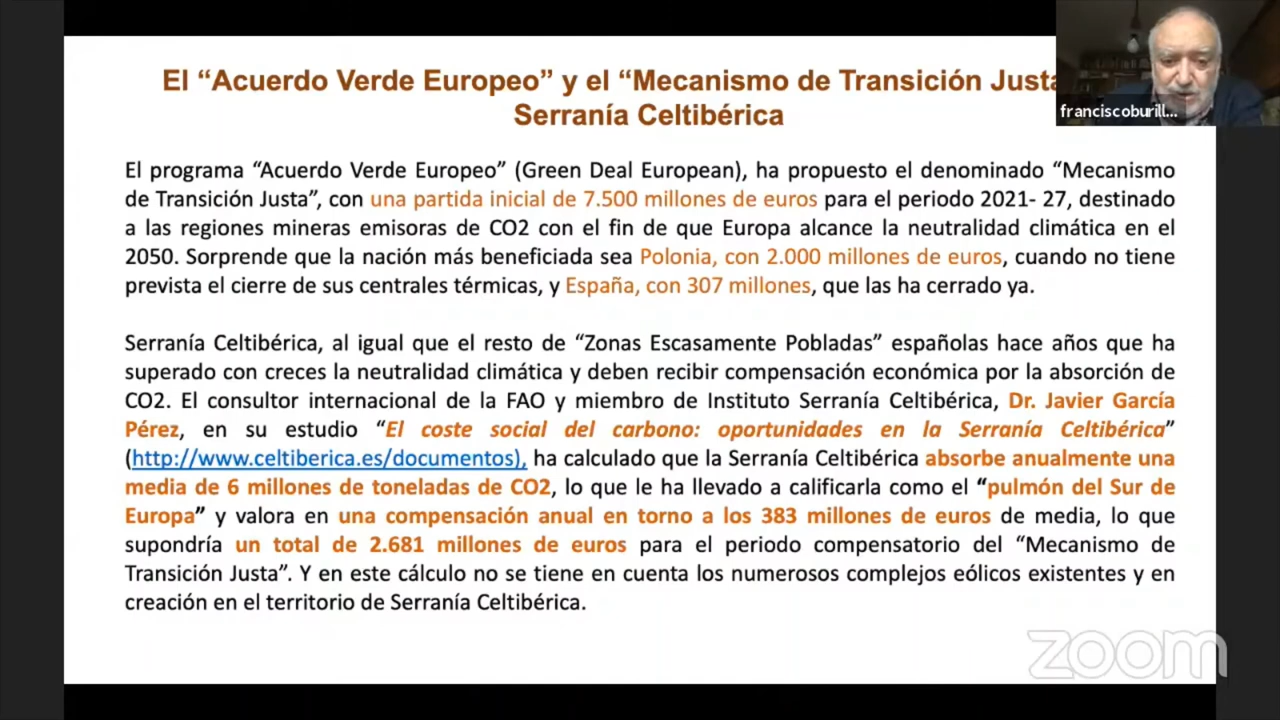 El “Acuerdo Verde Europeo” y el “Mecanismo de Transición Justa
Serranía Celtibérica
franciscoburill...
El programa “Acuerdo Verde Europeo” (Green Deal European), ha propuesto el denominado “Mecanismo
de Transición Justa”, con una partida inicial de 7.500 millones de euros para el periodo 2021- 27, destinado
a las regiones mineras emisoras de CO2 con el fin de que Europa alcance la neutralidad climática en el
2050. Sorprende que la nación más beneficiada sea Polonia, con 2.000 millones de euros, cuando no tiene
prevista el cierre de sus centrales térmicas, y España, con 307 millones, que las ha cerrado ya.
Serranía Celtibérica, al igual que el resto de “Zonas Escasamente Pobladas” españolas hace años que ha
superado con creces la neutralidad climática y deben recibir compensación económica por la absorción de
CO2. El consultor internacional de la FAO y miembro de Instituto Serranía Celtibérica, Dr. Javier García
Pérez, en su estudio “El coste social del carbono: oportunidades en la Serranía Celtibérica”
(http://www.celtiberica.es/documentos), ha calculado que la Serranía Celtibérica absorbe anualmente una
media de 6 millones de toneladas de CO2, lo que le ha llevado a calificarla como el “pulmón del Sur de
Europa” y valora en una compensación anual en torno a los 383 millones de euros de media, lo que
supondría un total de 2.681 millones de euros para el periodo compensatorio del “Mecanismo de
Transición Justa”. Y en este cálculo no se tiene en cuenta los numerosos complejos eólicos existentes y en
creación en el territorio de Serranía Celtibérica.
zoom